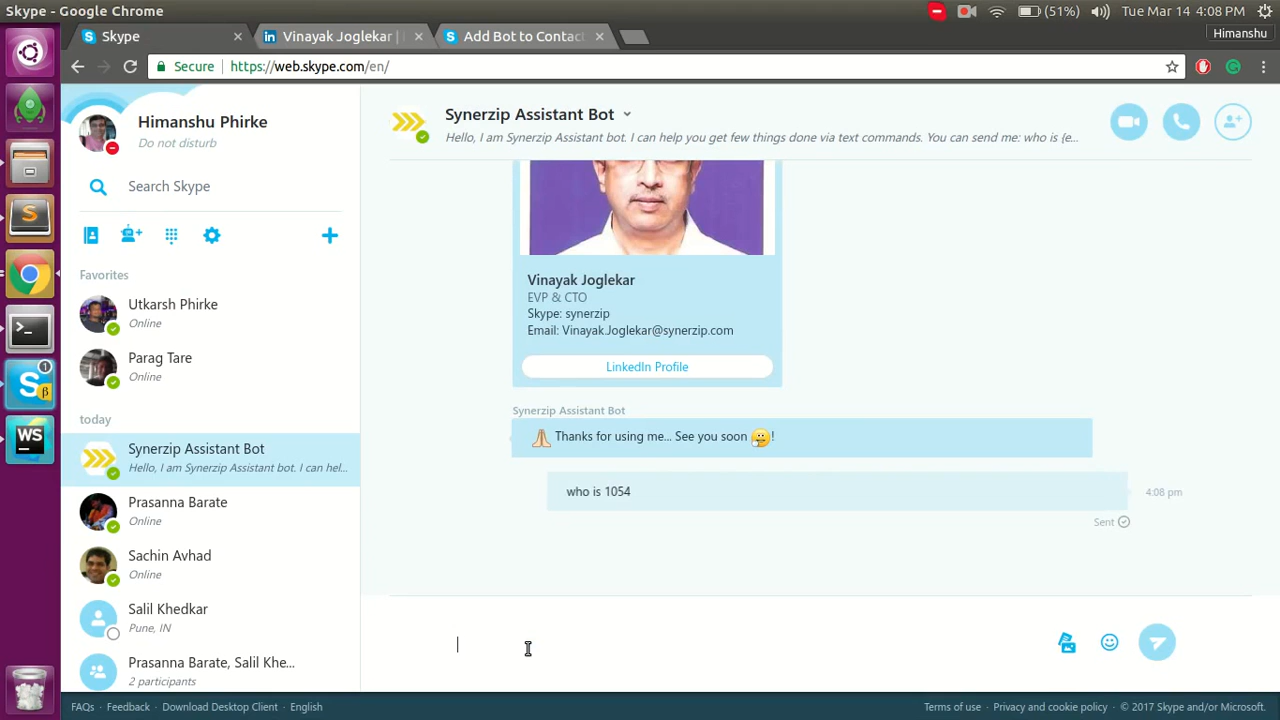 Skype - Google Chrome
(51%)
Tue Mar 14 4:08 PM
Skype
Vinayak Joglekar |
Add Bot to Contac
Himanshu
Secure
https://web.skype.com/en/
Himanshu Phirke
Do not disturb
Search Skype
Favorites
Utkarsh Phirke
Online
Parag Tare
Online
today
Synerzip Assistant Bot
Hello, I am Synerzip Assistant bot. I can hel...
Prasanna Barate
Online
Sachin Avhad
Online
Salil Khedkar
Pune, IN
Prasanna Barate, Salil Khe...
2 participants
Synerzip Assistant Bot
Hello, I am Synerzip Assistant bot. I can help you get few things done via text commands. You can send me: who is {e...
Vinayak Joglekar
EVP & CTO
Skype: synerzip
Email: Vinayak.Joglekar@synerzip.com
LinkedIn Profile
Synerzip Assistant Bot
Thanks for using me... See you soon !
who is 1054
4:08 pm
Sent
FAQs
Feedback
Download Desktop Client
English
Terms of use
Privacy and cookie policy
© 2017 Skype and/or Microsoft.